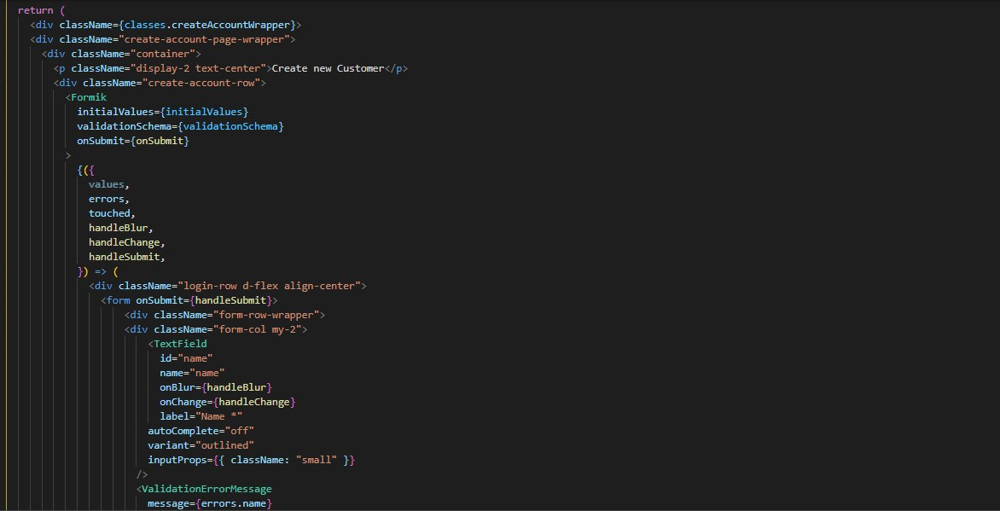 return (
<div className={classes.createAccountWrapper}>
<div className="create-account-page-wrapper">
<div className="container">
<p className="display-2 text-center">Create new Customer</p>
<div className="create-account-row">
<Formik
initialValues={initialValues}
validationSchema={validationSchema}
onSubmit={onSubmit}
>
{({
values,
errors,
touched,
handleBlur,
handleChange,
handleSubmit,
}) => (
<div className="login-row d-flex align-center">
<form onSubmit={handleSubmit}>
<div className="form-row-wrapper">
<div className="form-col my-2">
<TextField
id="name"
name="name"
onBlur={handleBlur}
onChange={handleChange}
label="Name *"
autoComplete="off"
variant="outlined"
inputProps={{ className: "small" }}
/>
<ValidationErrorMessage
message={errors.name}